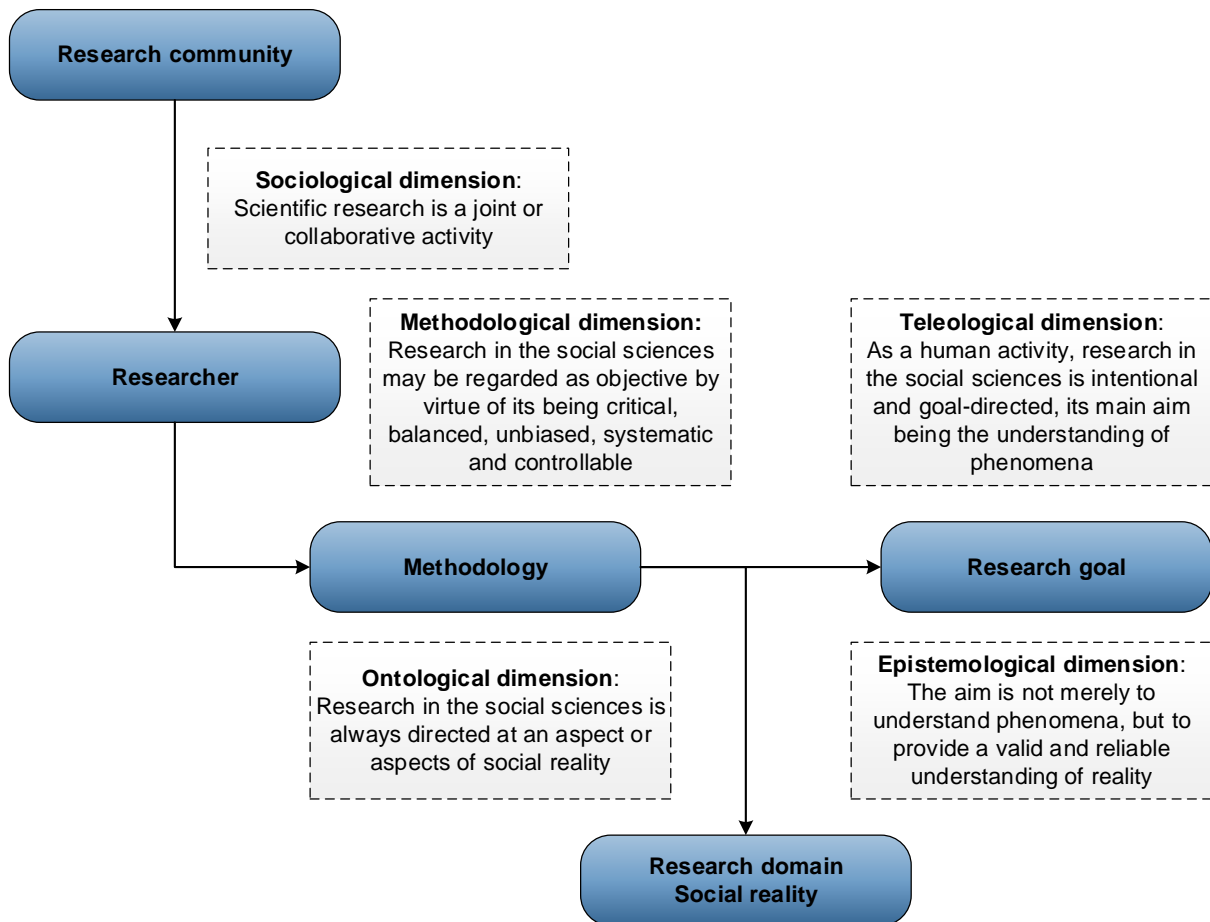 Research community
Sociological dimension:
Scientific research is a joint or
collaborative activity
Researcher
Methodological dimension:
Research in the social sciences
may be regarded as objective by
virtue of its being critical,
balanced, unbiased, systematic
and controllable
Teleological dimension:
As a human activity, research in
the social sciences is intentional
and goal-directed, its main aim
being the understanding of
phenomena
Methodology
Research goal
Ontological dimension:
Research in the social sciences is
always directed at an aspect or
aspects of social reality
Epistemological dimension:
The aim is not merely to
understand phenomena, but to
provide a valid and reliable
understanding of reality
Research domain
Social reality